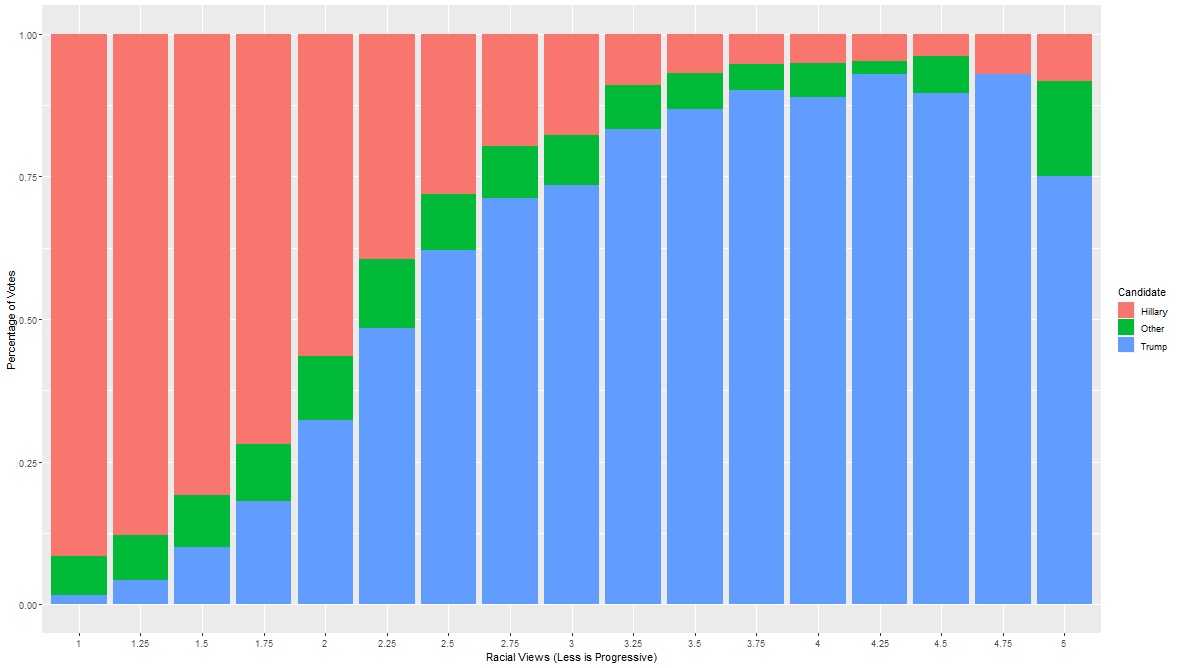 1.00
0.75
0.50
0.25
0.00
Percentage of Votes
1 1.25 1.5 1.75 2 2.25 2.5 2.75 3 3.25 3.5 3.75 4 4.25 4.5 4.75 5
Racial Views (Less is Progressive)
Candidate
Hillary
Other
Trump